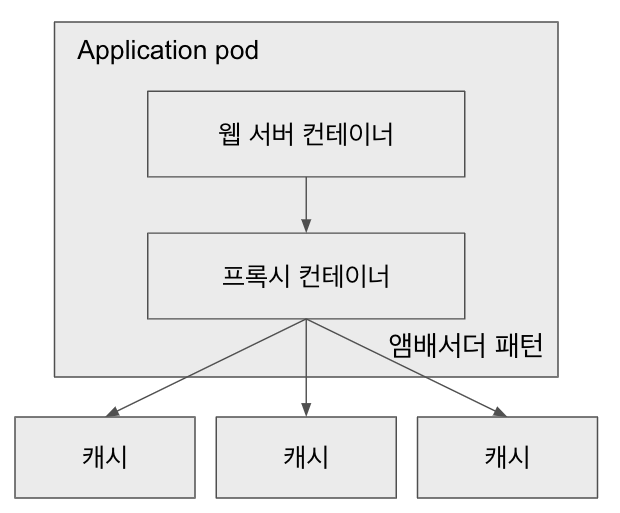 Application pod
웹 서버 컨테이너
프록시 컨테이너
앰배서더 패턴
캐시
캐시
캐시